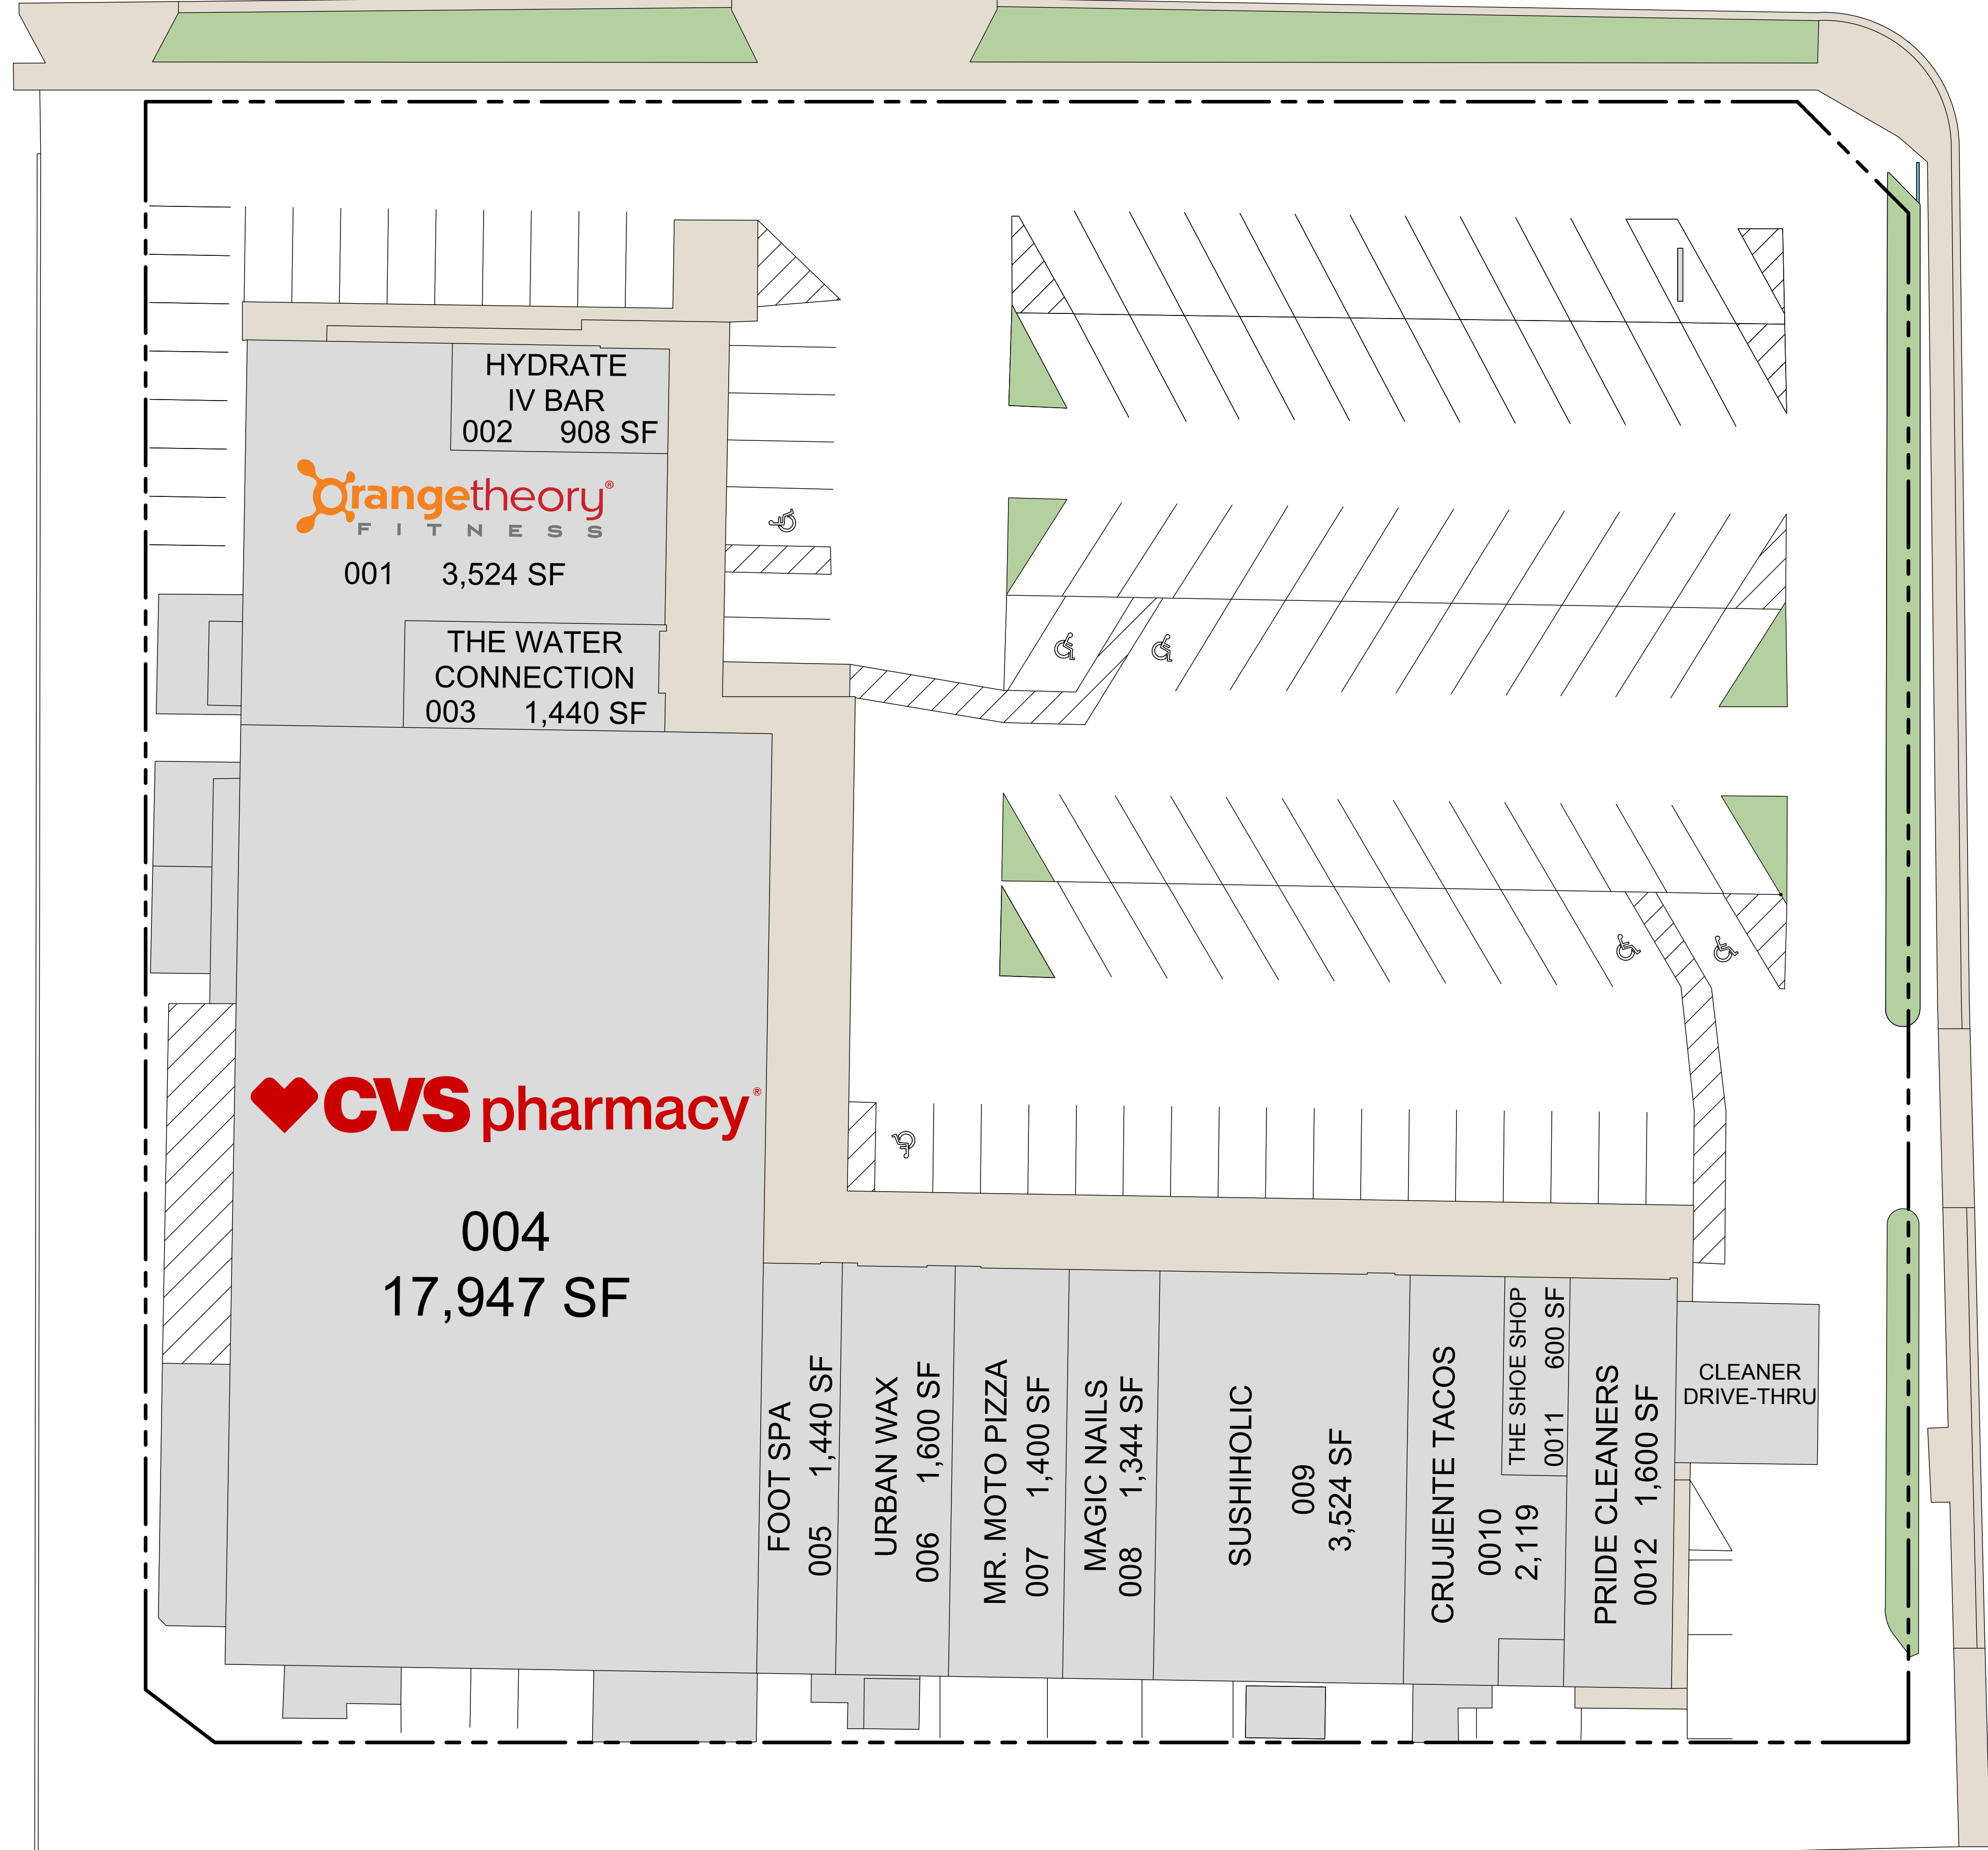 HYDRATE
IV BAR
002 908 SF
orangetheory®
FITNESS
001 3,524 SF
THE WATER
CONNECTION
003 1,440 SF
CVS pharmacy®
004
17,947 SF
FOOT SPA
005 1,440 SF
URBAN WAX
006 1,600 SF
MR. MOTO PIZZA
007 1,400 SF
MAGIC NAILS
008 1,344 SF
SUSHIHOLIC
009
3,524 SF
CRUJIENTE TACOS
0010
2,119
THE SHOE SHOP
0011 600 SF
PRIDE CLEANERS
0012 1,600 SF
CLEANER
DRIVE-THRU